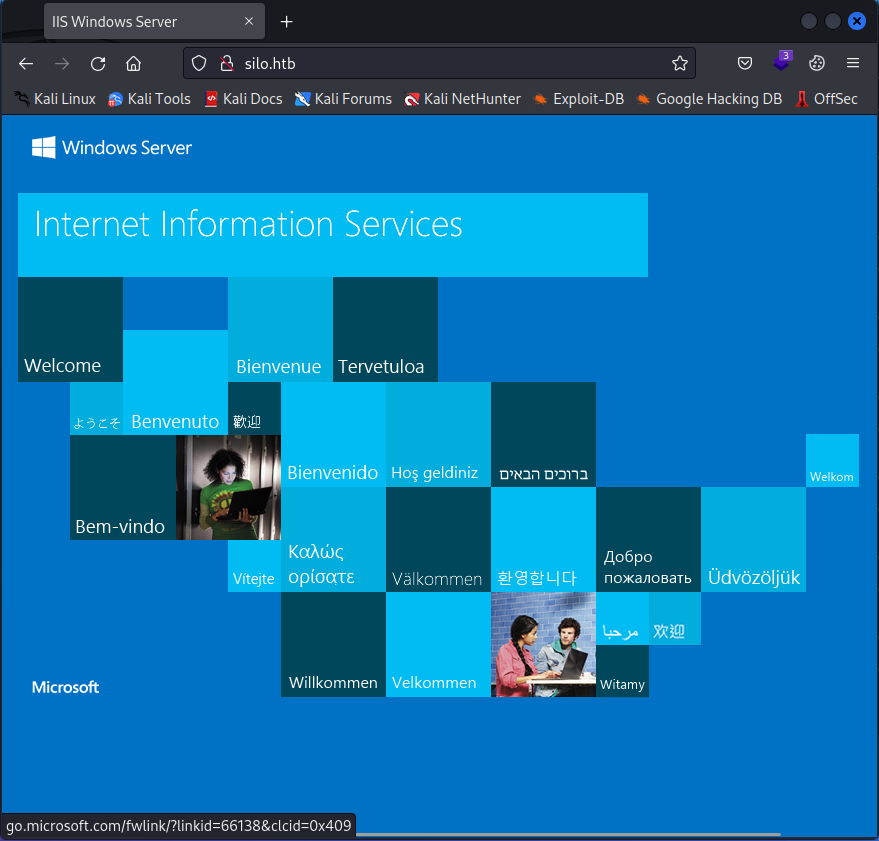 IIS Windows Server
silo.htb
3
Kali Linux
Kali Tools
Kali Docs
Kali Forums
Kali NetHunter
Exploit-DB
Google Hacking DB
OffSec
Windows Server
Internet Information Services
Welcome
Bienvenue
Tervetuloa
ようこそ
Benvenuto
歡迎
Bienvenido
Hoş geldiniz
ברוכים הבאים
Welkom
Bem-vindo
Vítejte
Καλώς
ορίσατε
Välkommen
환영합니다
Добро
пожаловать
Üdvözöljük
Willkommen
Velkommen
مرحبا
欢迎
Witamy
Microsoft
go.microsoft.com/fwlink/?linkid=66138&clcid=0x409